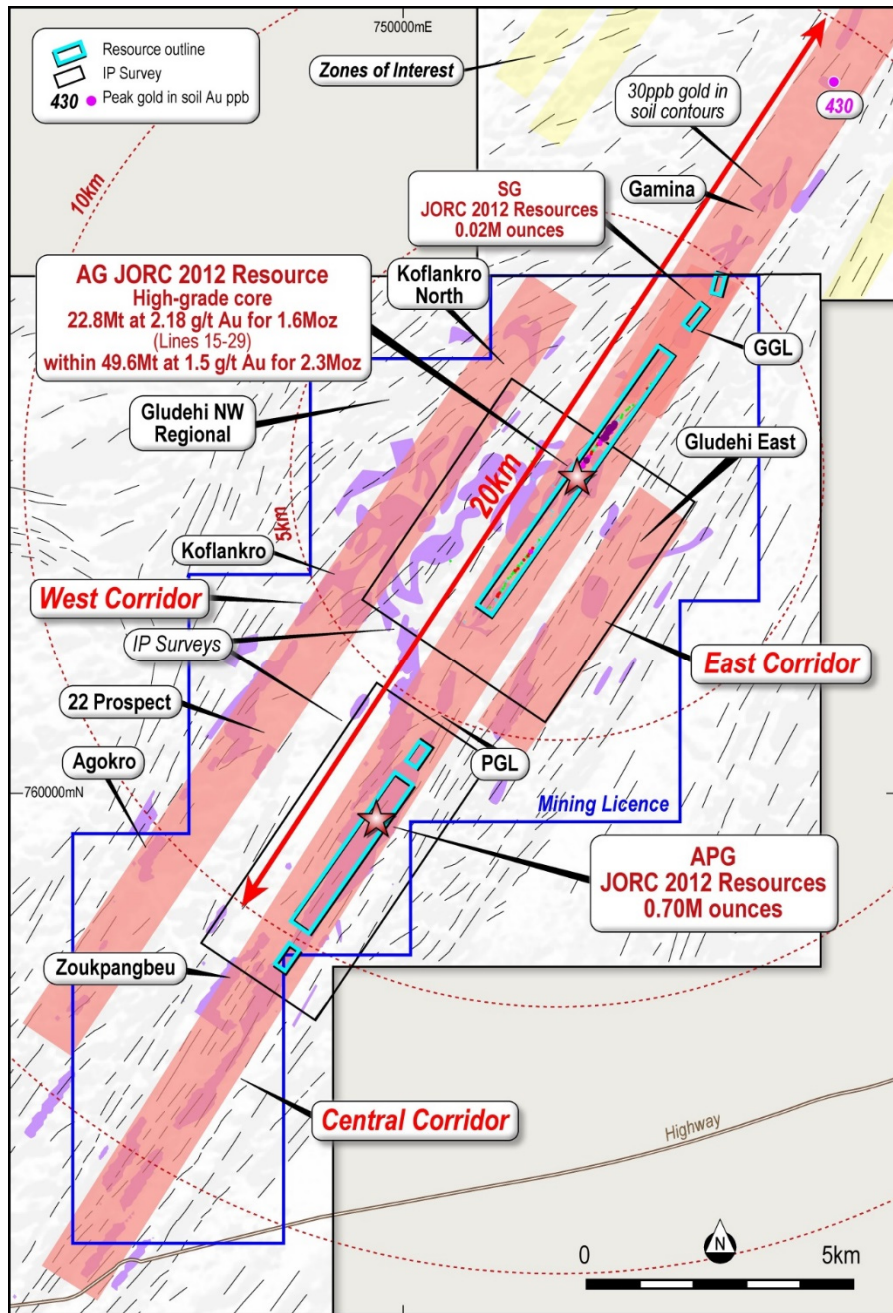 750000mE
Resource outline
IP Survey
430 Peak gold in soil Au ppb
Zones of Interest
30ppb gold in
soil contours
430
10km
Gamina
SG
JORC 2012 Resources
0.02M ounces
AG JORC 2012 Resource
High-grade core
22.8Mt at 2.18 g/t Au for 1.6Moz
(Lines 15-29)
within 49.6Mt at 1.5 g/t Au for 2.3Moz
Koflankro
North
GGL
Gludehi NW
Regional
Gludehi East
20km
5km
Koflankro
West Corridor
IP Surveys
East Corridor
22 Prospect
Agokro
PGL
760000mN
Mining Licence
APG
JORC 2012 Resources
0.70M ounces
Zoukpangbeu
Central Corridor
Highway
N
0 5km